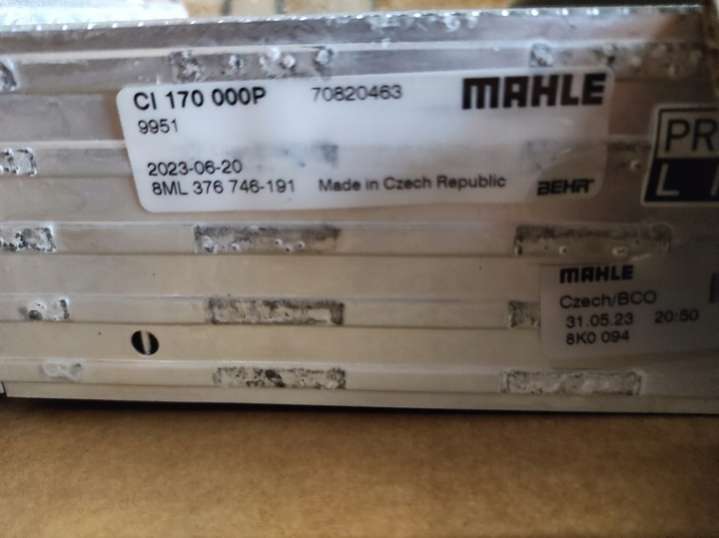 CI 170 000P 70820463 MAHLE
9951
2023-06-20
8ML 376 746-191 Made in Czech Republic BEHR
PR
L
MAHLE
Czech/BCO
31.05.23 20:50
8K0 094